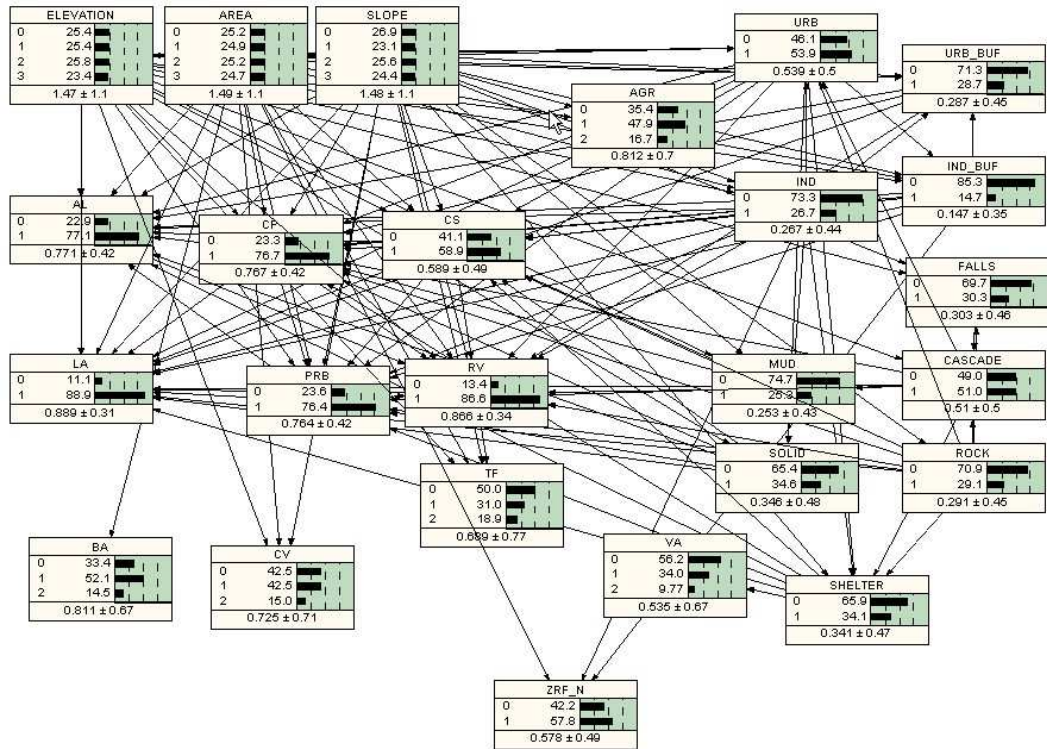 ELEVATION
0 25.4
1 25.4
2 25.8
3 23.4
1.47 ± 1.1
AREA
0 25.2
1 24.9
2 25.2
3 24.7
1.49 ± 1.1
SLOPE
0 26.9
1 23.1
2 25.6
3 24.4
1.48 ± 1.1
URB
0 46.1
1 53.9
0.539 ± 0.5
URB_BUF
0 71.3
1 28.7
0.287 ± 0.45
AGR
0 35.4
1 47.9
2 16.7
0.812 ± 0.7
IND_BUF
0 85.3
1 14.7
0.147 ± 0.35
IND
0 73.3
1 26.7
0.267 ± 0.44
AL
0 22.9
1 77.1
0.771 ± 0.42
0 23.3
1 76.7
0.767 ± 0.42
CS
0 41.1
1 58.9
0.589 ± 0.49
FALLS
0 69.7
1 30.3
0.303 ± 0.46
LA
0 11.1
1 88.9
0.889 ± 0.31
PRB
0 23.6
1 76.4
0.764 ± 0.42
RV
0 13.4
1 86.6
0.866 ± 0.34
MUD
0 74.7
1 25.3
0.253 ± 0.43
CASCADE
0 49.0
1 51.0
0.51 ± 0.5
SOLID
0 65.4
1 34.6
0.346 ± 0.48
ROCK
0 70.9
1 29.1
0.291 ± 0.45
TF
0 50.0
1 31.0
2 18.9
0.689 ± 0.77
BA
0 33.4
1 52.1
2 14.5
0.811 ± 0.67
CV
0 42.5
1 42.5
2 15.0
0.725 ± 0.71
VA
0 56.2
1 34.0
2 9.77
0.535 ± 0.67
SHELTER
0 65.9
1 34.1
0.341 ± 0.47
ZRF_N
0 42.2
1 57.8
0.578 ± 0.49